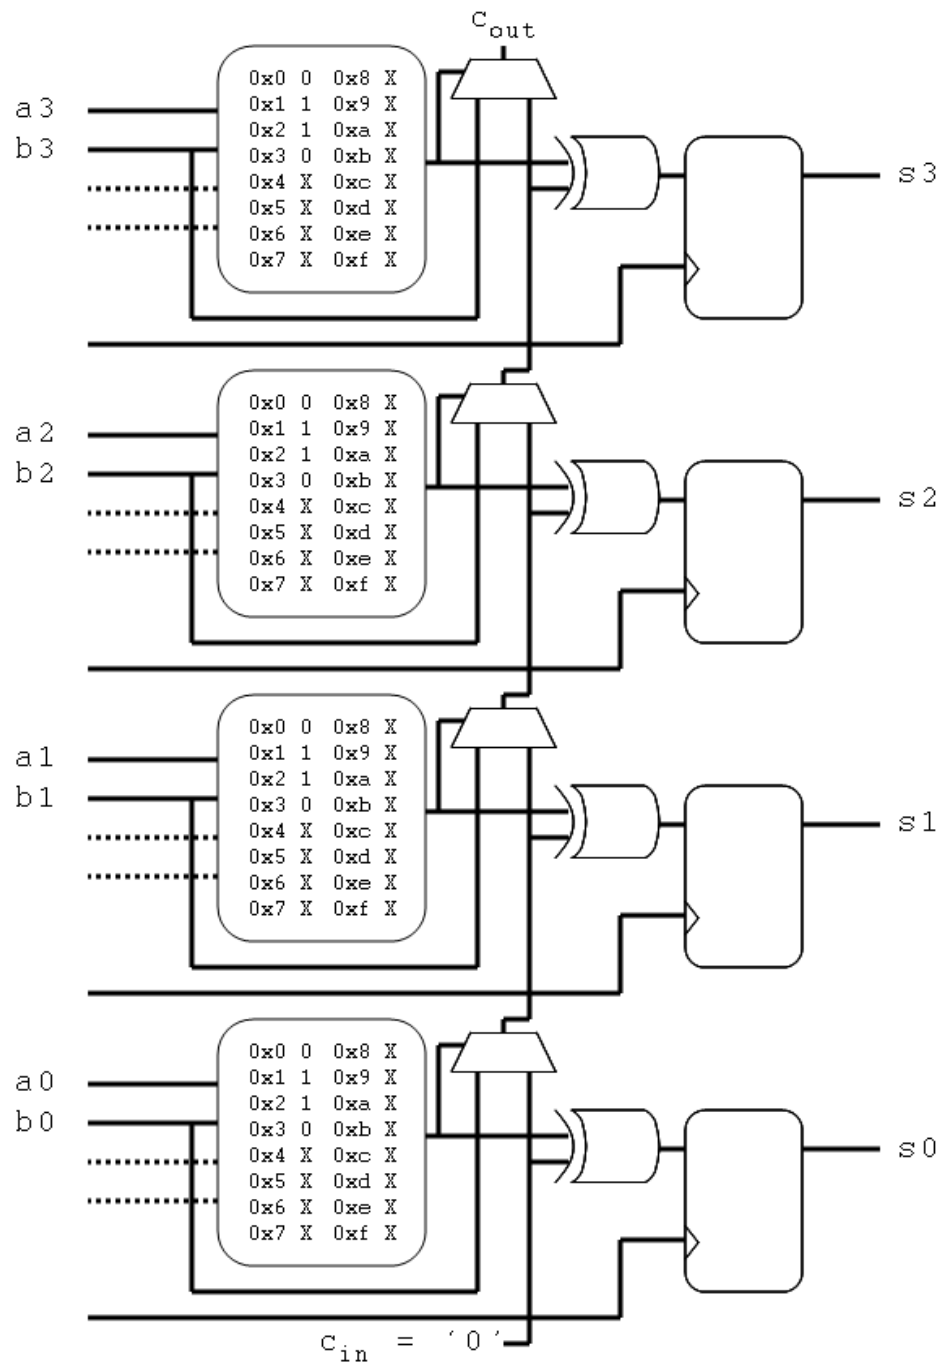 cout
0x0 0 0x8 X
0x1 1 0x9 X
a3
0x2 1 0xa X
b3
0x3 0 0xb X
0x4 X 0xc X
s3
0x5 X 0xd X
0x6 X 0xe X
0x7 X 0xf X
0x0 0 0x8 X
0x1 1 0x9 X
a2
0x2 1 0xa X
b2
0x3 0 0xb X
0x4 X 0xc X
s2
0x5 X 0xd X
0x6 X 0xe X
0x7 X 0xf X
0x0 0 0x8 X
0x1 1 0x9 X
a1
0x2 1 0xa X
b1
0x3 0 0xb X
0x4 X 0xc X
s1
0x5 X 0xd X
0x6 X 0xe X
0x7 X 0xf X
0x0 0 0x8 X
0x1 1 0x9 X
a0
0x2 1 0xa X
b0
0x3 0 0xb X
0x4 X 0xc X
s0
0x5 X 0xd X
0x6 X 0xe X
0x7 X 0xf X
cin = '0'